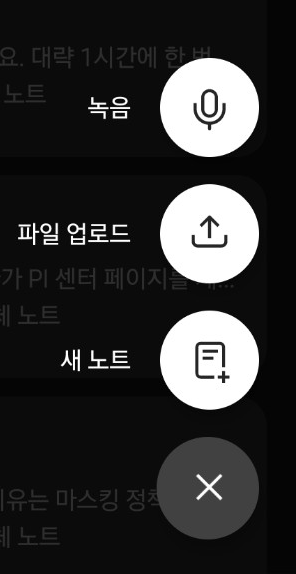 요. 대략 1시간에 한 번
노트
녹음
파일 업로드
가 PI 센터 페이지를
노트
새 노트
유는 마스킹 정책
노트